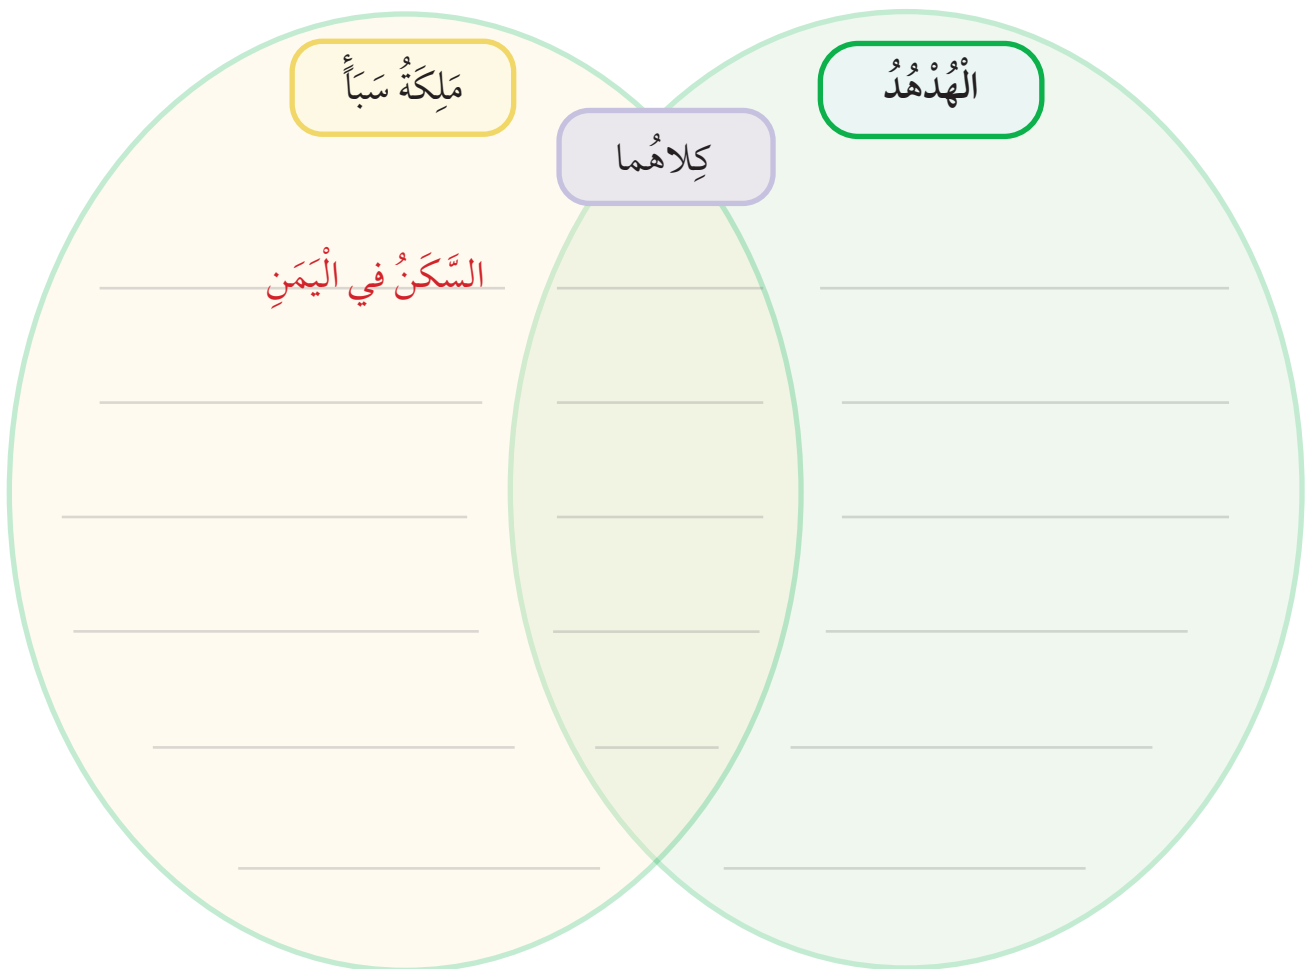 الْهُدْهُدُ
مَلِكَةُ سَبَأٍ
كِلاهُما
السَّكَنُ في الْيَمَنِ